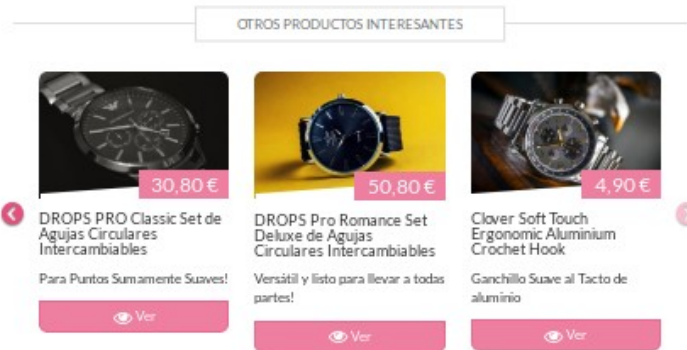 OTROS PRODUCTOS INTERESANTES
30,80 €
50,80 €
4,90 €
DROPS PRO Classic Set de
Agujas Circulares
Intercambiables
Para Puntos Sumamente Suaves!
Ver
DROPS Pro Romance Set
Deluxe de Agujas
Circulares Intercambiables
Versátil y listo para llevar a todas
partes!
Ver
Clover Soft Touch
Ergonomic Aluminium
Crochet Hook
Ganchillo Suave al Tacto de
aluminio
Ver